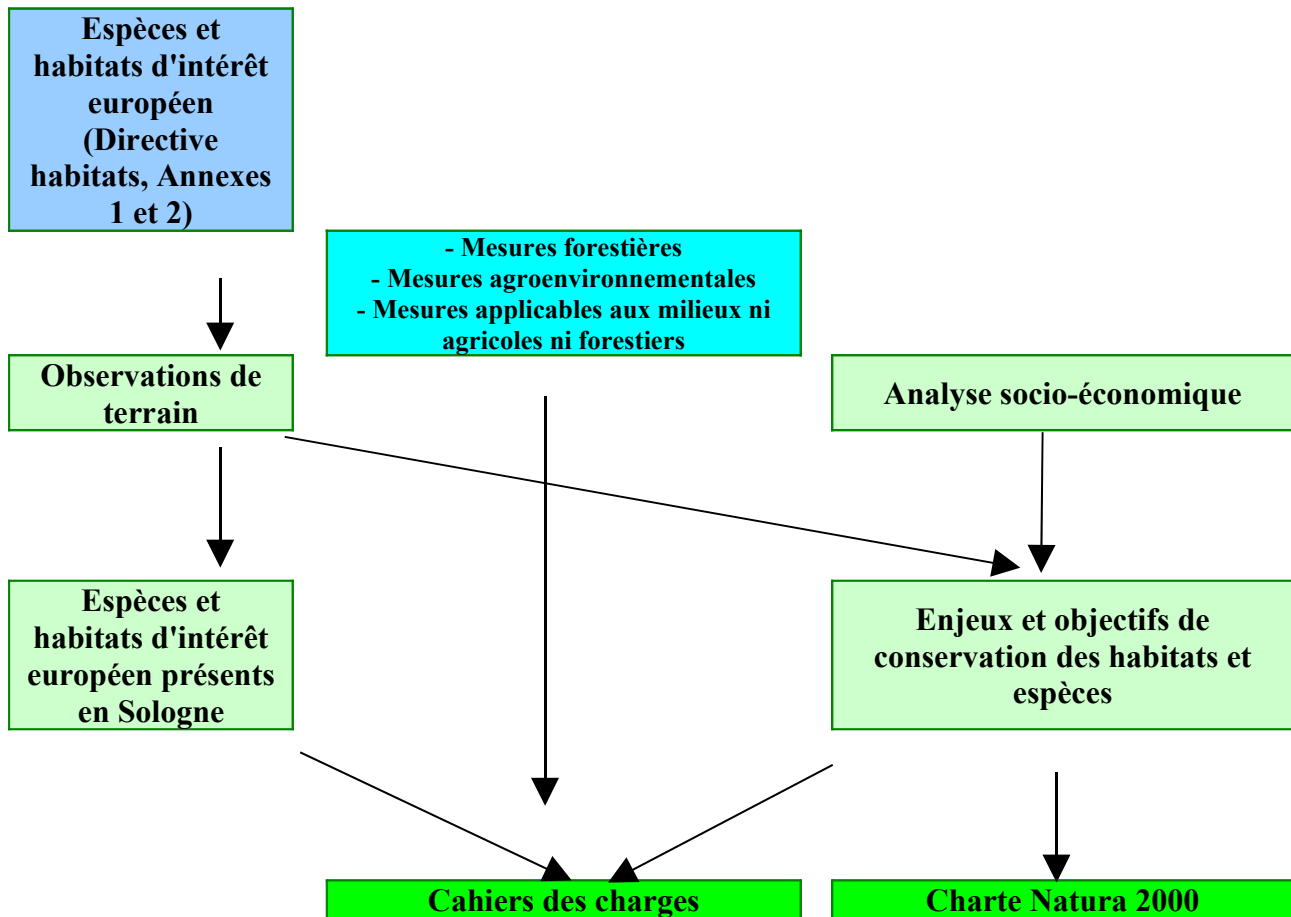 Espèces et
habitats d'intérêt
européen
(Directive
habitats, Annexes
1 et 2)
- Mesures forestières
- Mesures agroenvironnementales
- Mesures applicables aux milieux ni
agricoles ni forestiers
Observations de
terrain
Analyse socio-économique
Espèces et
habitats d'intérêt
européen présents
en Sologne
Enjeux et objectifs de
conservation des habitats et
espèces
Cahiers des charges
Charte Natura 2000